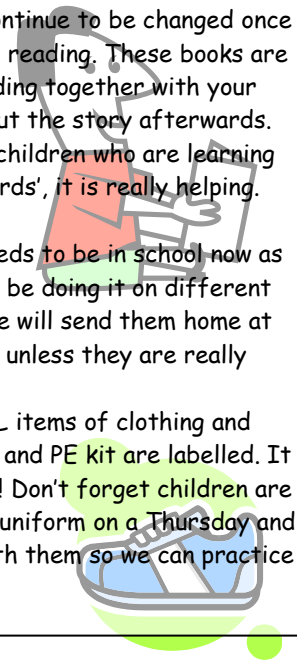 ntinue to be changed once
reading. These books are
ding together with your
ut the story afterwards.
children who are learning
rds', it is really helping.
eds to be in school now as
be doing it on different
e will send them home at
unless they are really
items of clothing and
and PE kit are labelled. It
! Don't forget children are
uniform on a Thursday and
th them so we can practice